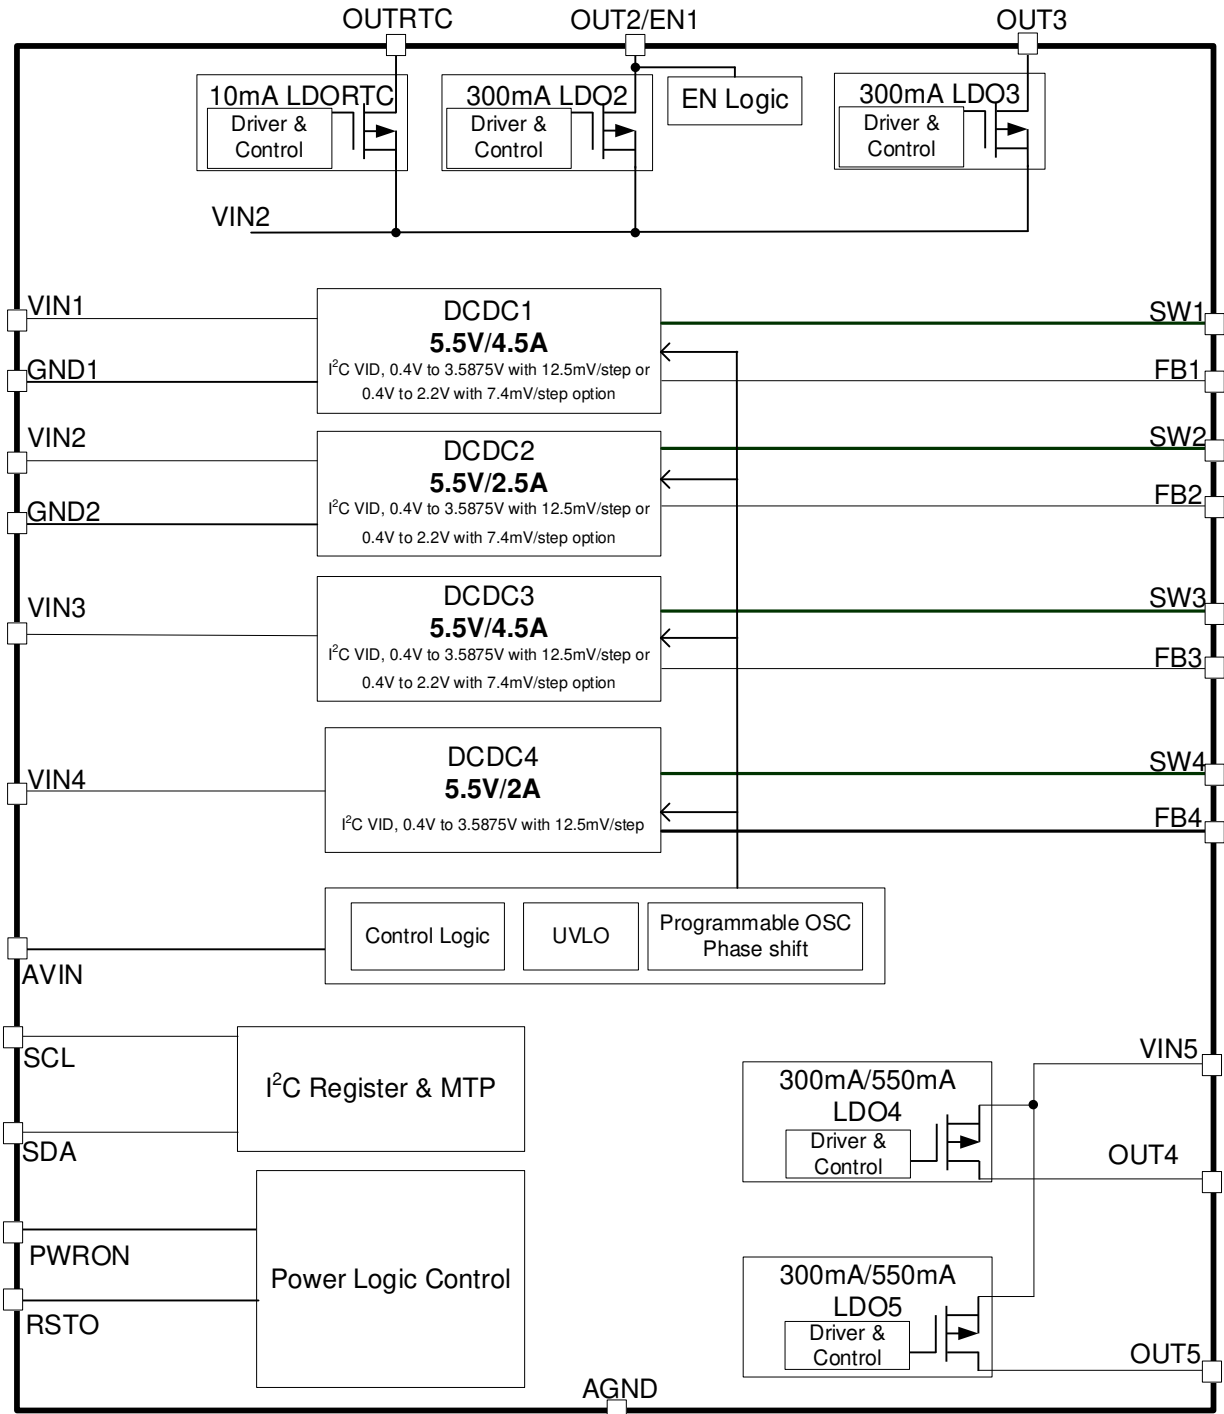 OUTRTC
OUT2/EN1
OUT3
10mA LDORTC
Driver &
Control
300mA LDO2
Driver &
Control
EN Logic
300mA LDO3
Driver &
Control
VIN2
VIN1
GND1
DCDC1
5.5V/4.5A
I²C VID, 0.4V to 3.5875V with 12.5mV/step or
0.4V to 2.2V with 7.4mV/step option
SW1
FB1
VIN2
GND2
DCDC2
5.5V/2.5A
I²C VID, 0.4V to 3.5875V with 12.5mV/step or
0.4V to 2.2V with 7.4mV/step option
SW2
FB2
VIN3
DCDC3
5.5V/4.5A
I²C VID, 0.4V to 3.5875V with 12.5mV/step or
0.4V to 2.2V with 7.4mV/step option
SW3
FB3
VIN4
DCDC4
5.5V/2A
I²C VID, 0.4V to 3.5875V with 12.5mV/step
SW4
FB4
AVIN
Control Logic
UVLO
Programmable OSC
Phase shift
SCL
SDA
I²C Register & MTP
PWRON
RSTO
Power Logic Control
VIN5
300mA/550mA
LDO4
Driver &
Control
OUT4
300mA/550mA
LDO5
Driver &
Control
OUT5
AGND